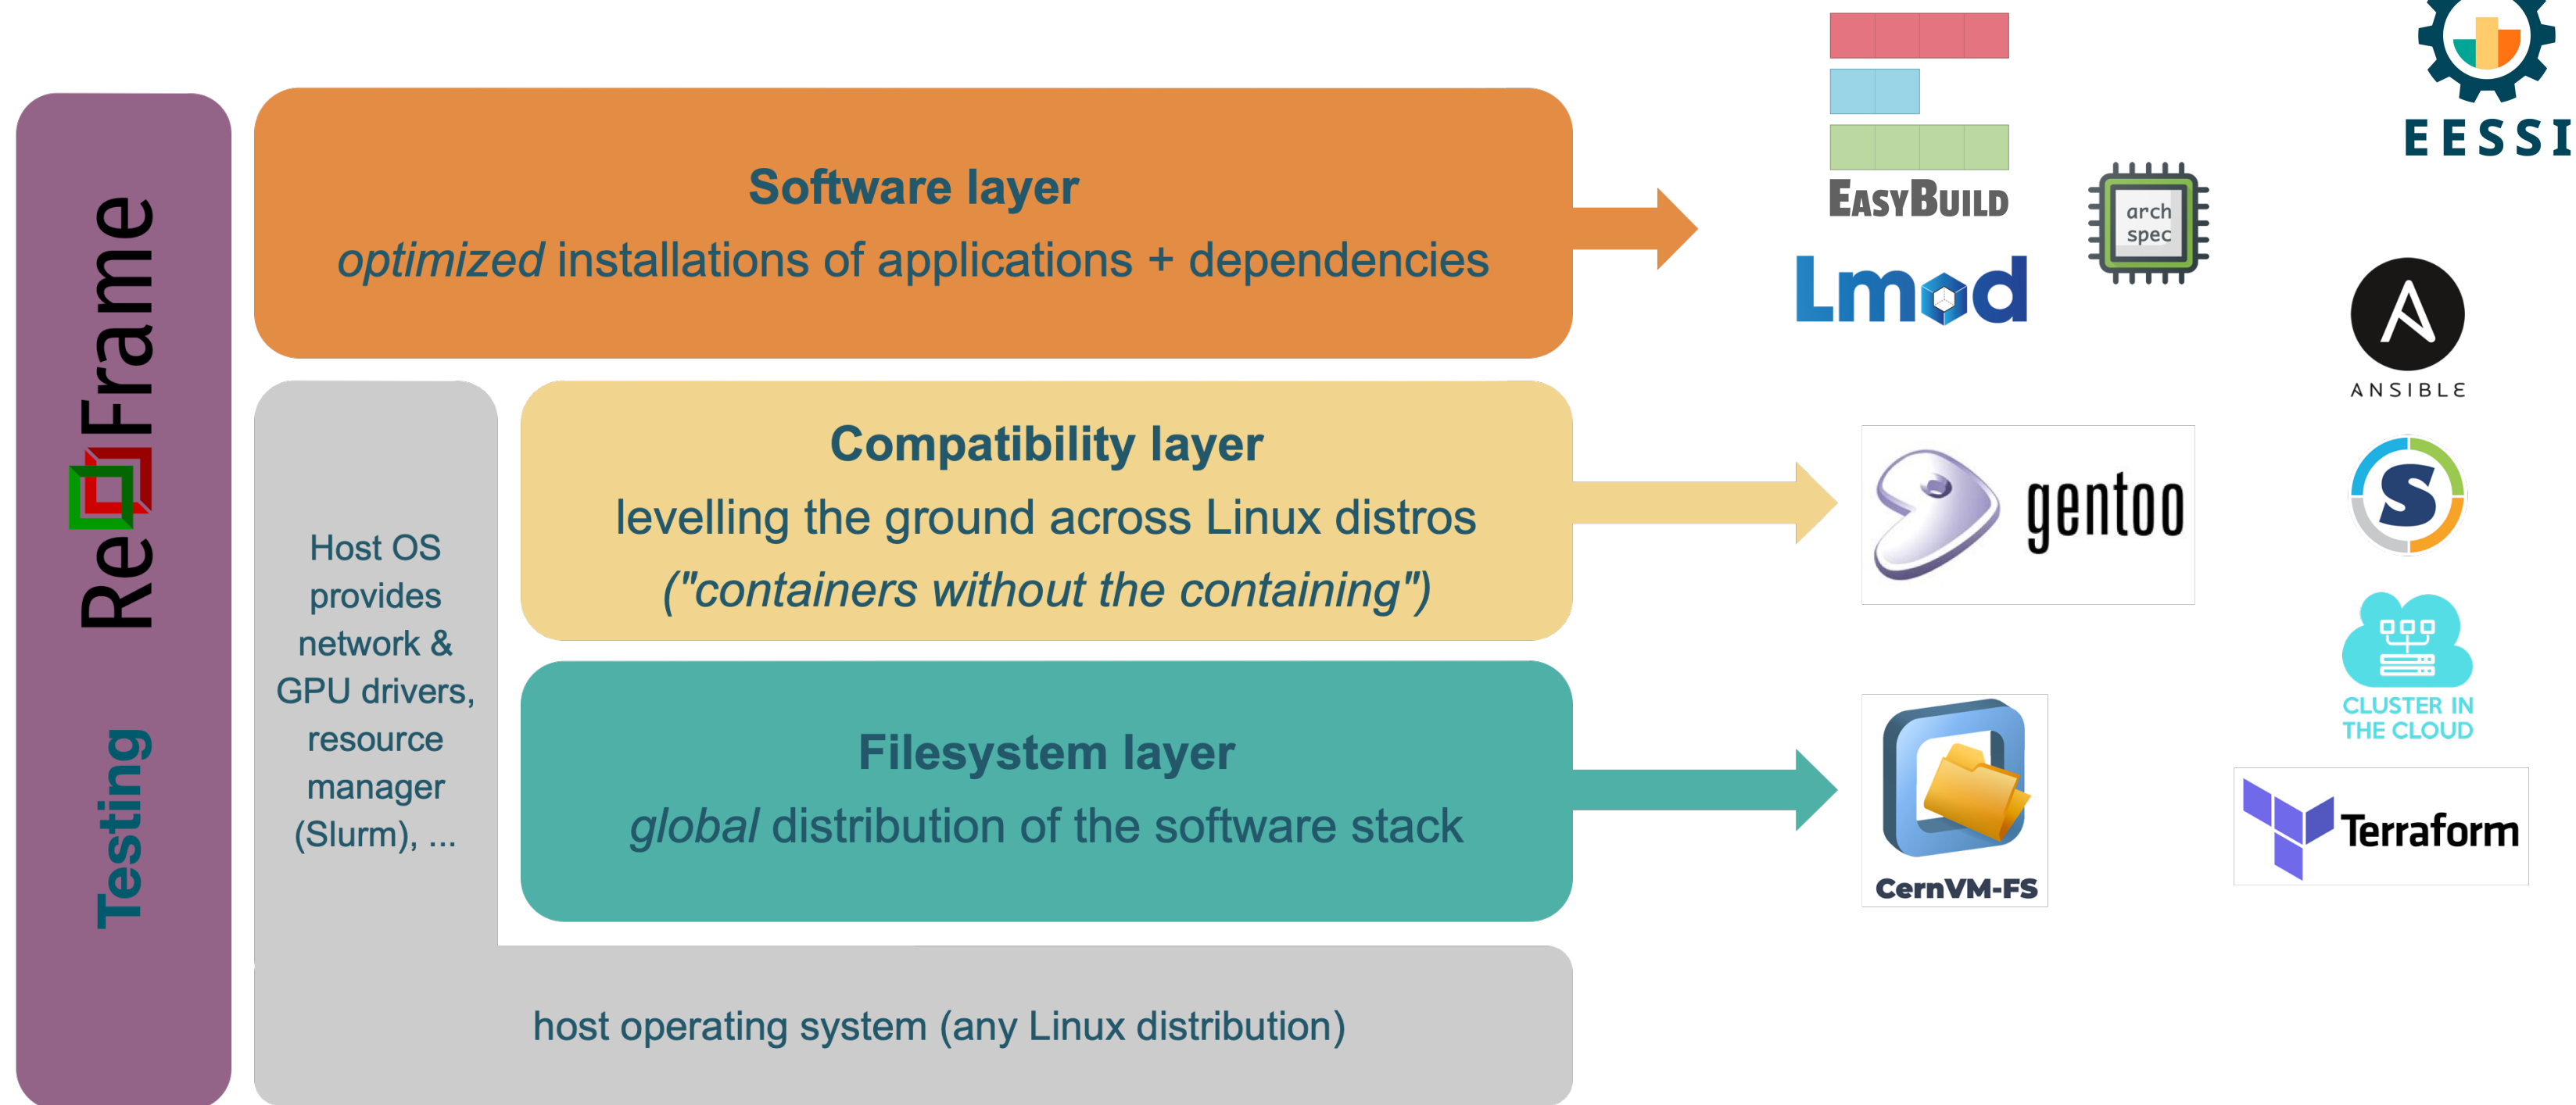 ReFrame
Testing
Software layer
optimized installations of applications + dependencies
Host OS
provides
network &
GPU drivers,
resource
manager
(Slurm), ...
Compatibility layer
levelling the ground across Linux distros
("containers without the containing")
Filesystem layer
global distribution of the software stack
host operating system (any Linux distribution)
EASYBUILD
arch
spec
Lmod
gentoo
CernVM-FS
EESSI
ANSIBLE
S
CLUSTER IN
THE CLOUD
Terraform